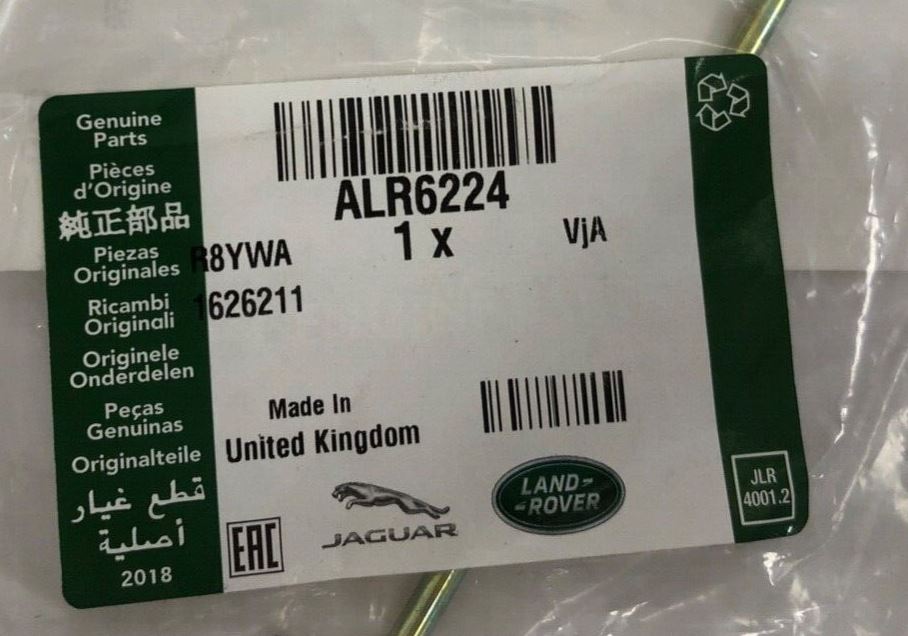 Genuine
Parts
Pièces
d'Origine
純正部品
Piezas
Originales
Ricambi
Originali
Originele
Onderdelen
Peças
Genuinas
Originalteile
قطع غيار
أصلية
2018
ALR6224
1 x
VjA
R8YWA
1626211
Made In
United Kingdom
EAC
JAGUAR
LAND-
-ROVER
JLR
4001.2